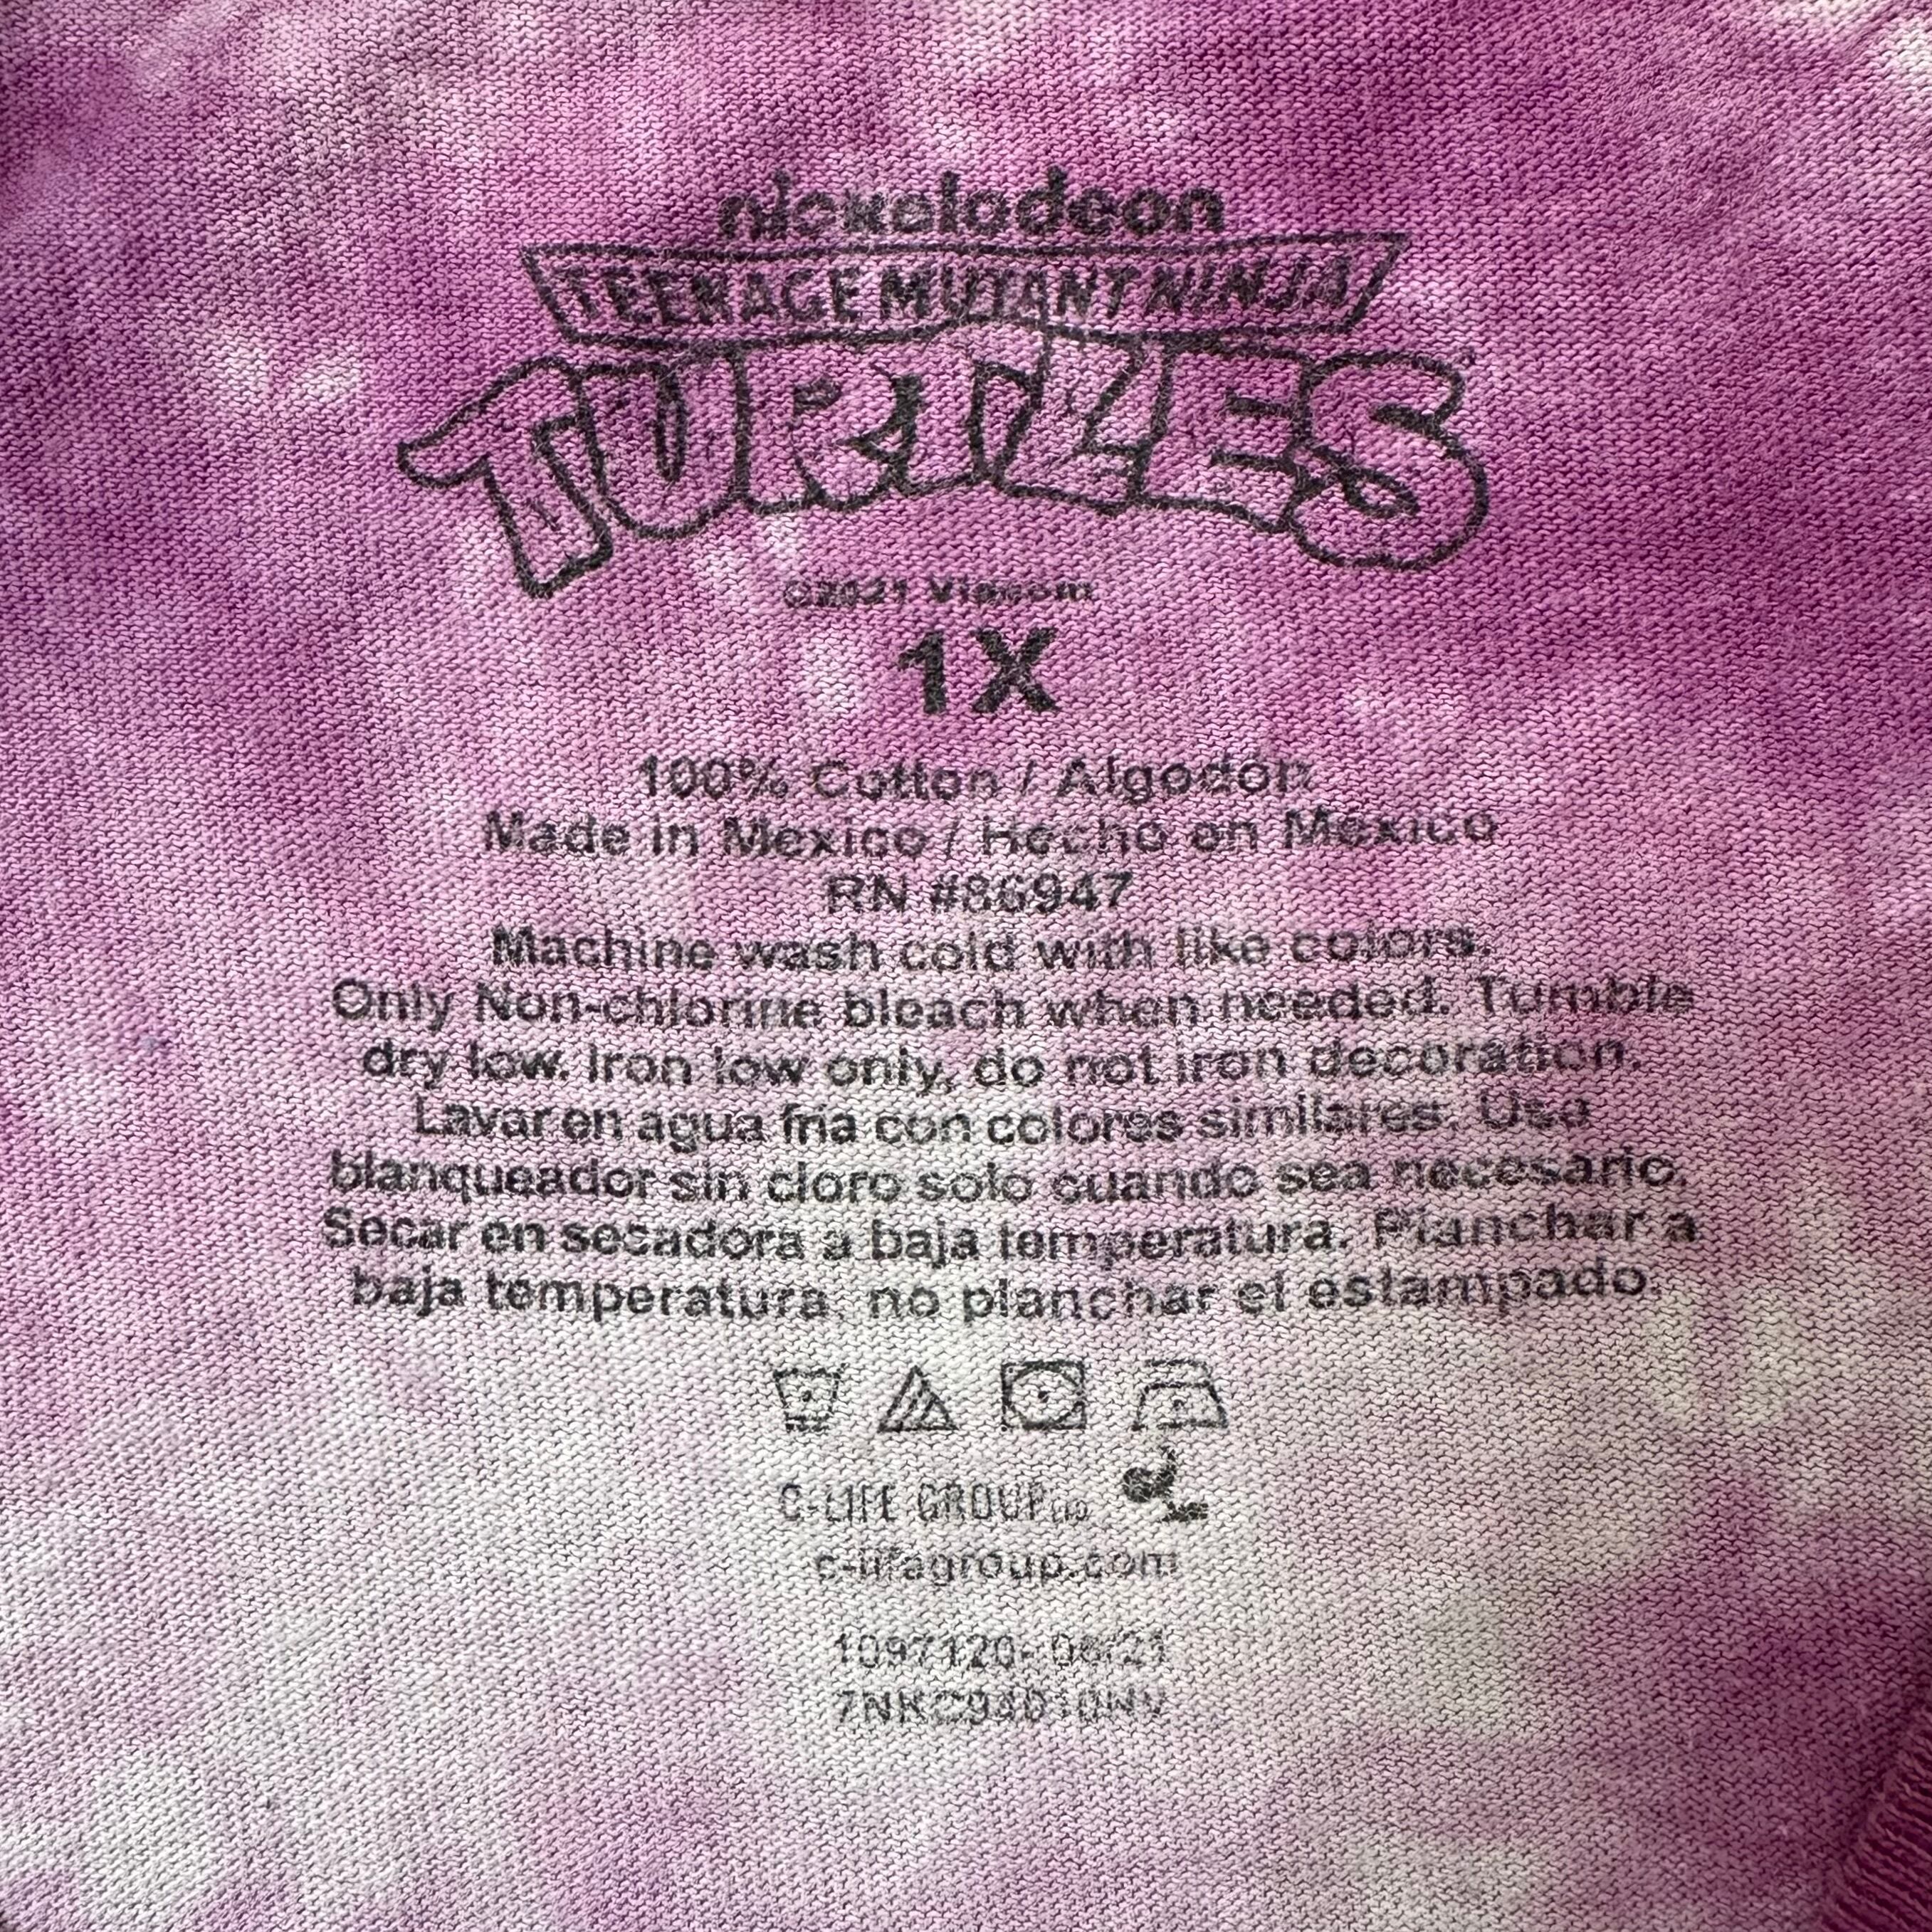 nickelodeon
TEENAGE MUTANT NINJA
TURTLES
©2021 Viacom
1X
100% Cotton / Algodón
Made in Mexico / Hecho en Mexico
RN #86947
Machine wash cold with like colors.
Only Non-chlorine bleach when needed. Tumble
dry low. Iron low only, do not iron decoration.
Lavar en agua fria con colores similares. Use
blanqueador sin cloro solo cuando sea necesario.
Secar en secadora a baja temperatura. Planchar a
baja temperatura, no planchar el estampado.
C-LIFE GROUP
c-lifegroup.com
1097120- 06/21